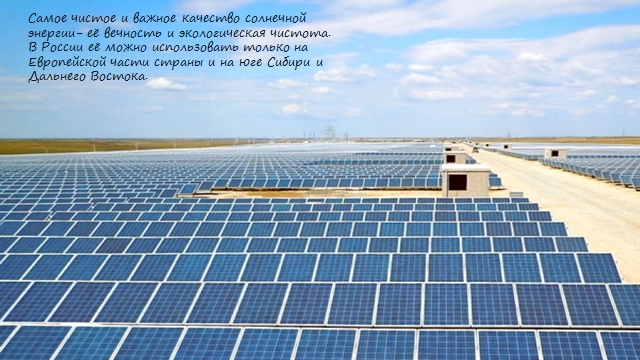 Самое чистое и важное качество солнечной
энергии- её вечность и экологическая чистота.
В России её можно использовать только на
Европейской части страны и на юге Сибири и
Дальнего Востока.